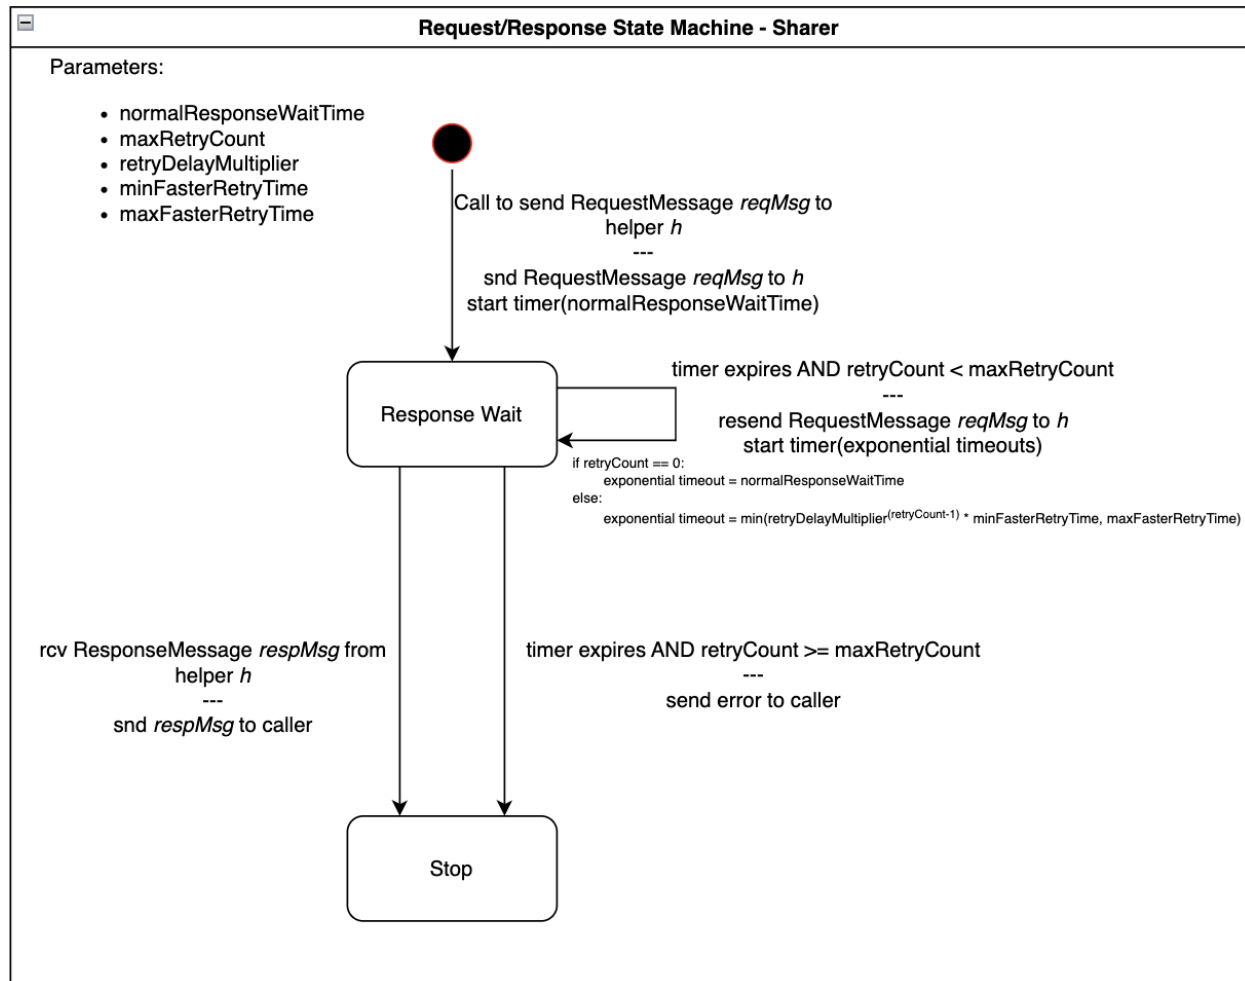 Request/Response State Machine - Sharer
Parameters:
• normalResponseWaitTime
• maxRetryCount
• retryDelayMultiplier
• minFasterRetryTime
• maxFasterRetryTime
Call to send RequestMessage reqMsg to
helper h
---
snd RequestMessage reqMsg to h
start timer(normalResponseWaitTime)
Response Wait
timer expires AND retryCount < maxRetryCount
---
resend RequestMessage reqMsg to h
start timer(exponential timeouts)
if retryCount == 0:
exponential timeout = normalResponseWaitTime
else:
exponential timeout = min(retryDelayMultiplier^(retryCount-1) * minFasterRetryTime, maxFasterRetryTime)
rcv ResponseMessage respMsg from
helper h
---
snd respMsg to caller
timer expires AND retryCount >= maxRetryCount
---
send error to caller
Stop